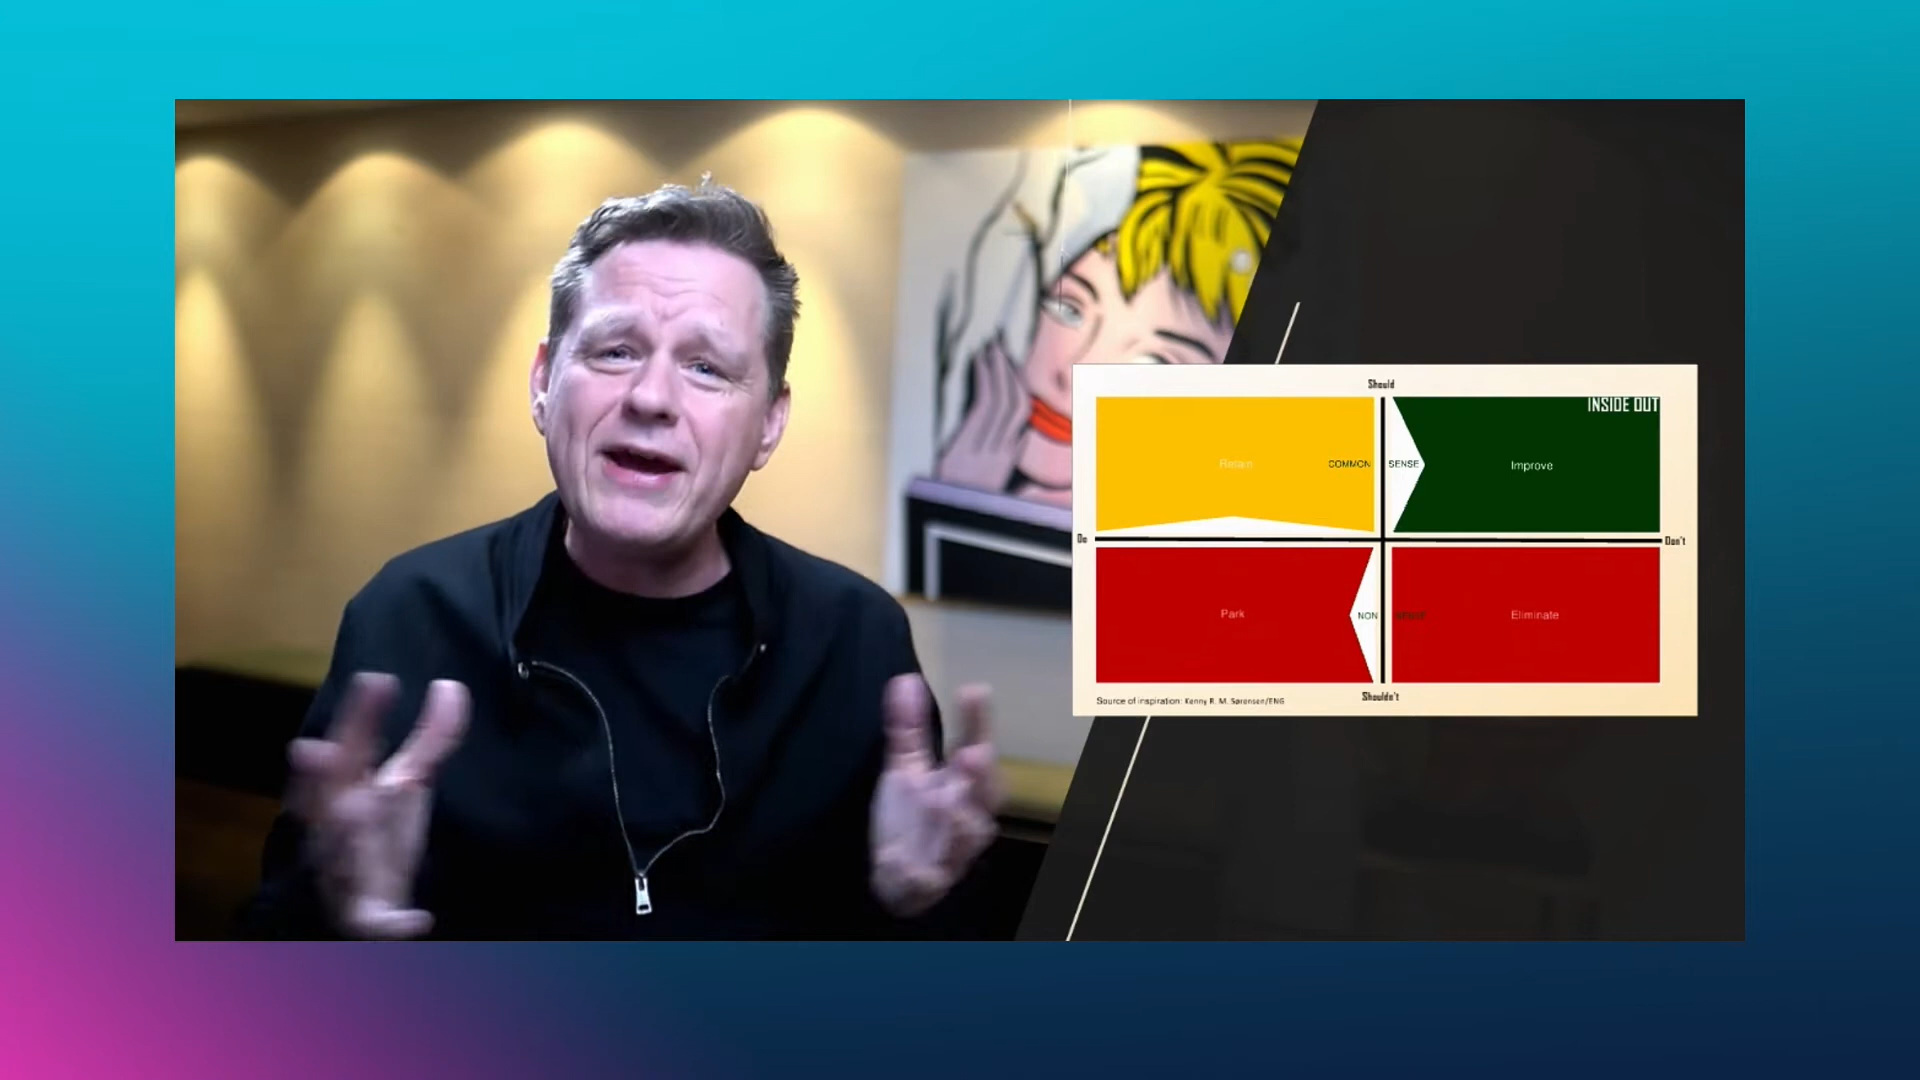 Should
INSIDE OUT
Retain
COMMON
SENSE
Improve
Do
Don't
Park
NON
SENSE
Eliminate
Shouldn't
Source of inspiration: Kenny R. M. Sørensen/ENG